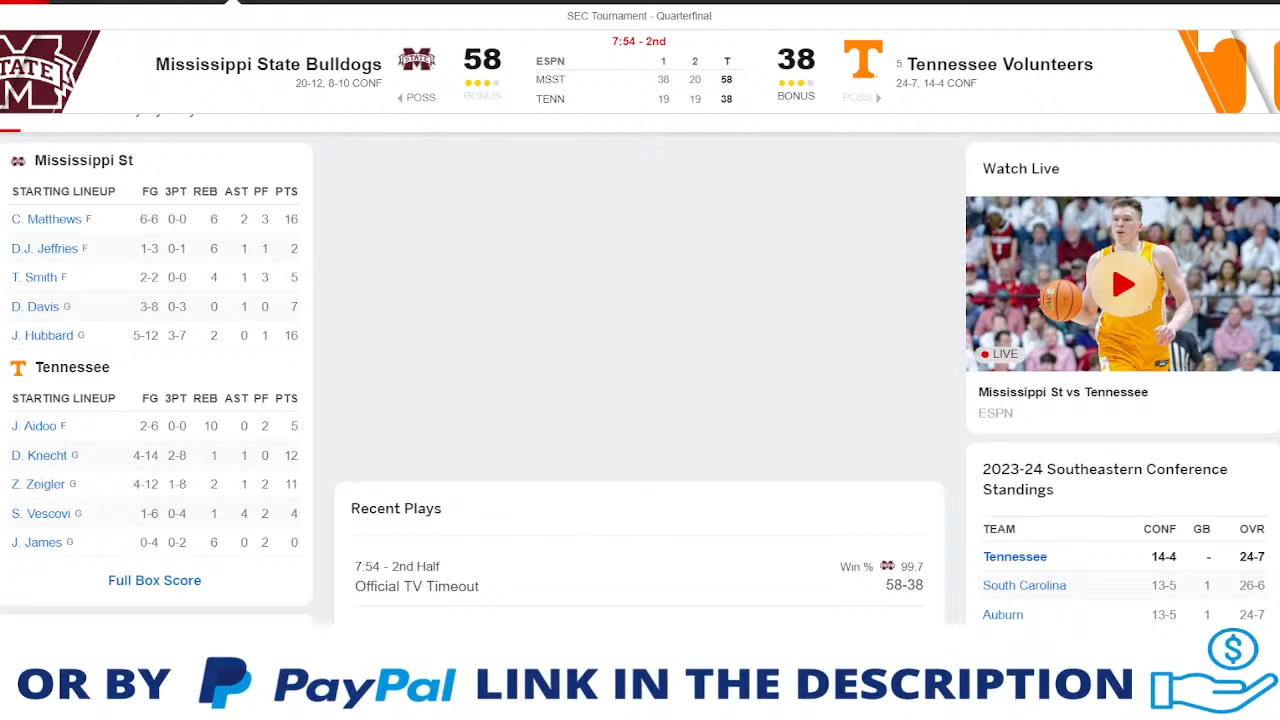 SEC Tournament - Quarterfinal
Mississippi State Bulldogs
20-12, 8-10 CONF
STATE
POSS
58
BONUS
7:54 - 2nd
ESPN 1 2 T
MSST 38 20 58
TENN 19 19 38
38
BONUS
POSS
5 Tennessee Volunteers
24-7, 14-4 CONF
Mississippi St
STARTING LINEUP FG 3PT REB AST PF PTS
C. Matthews F 6-6 0-0 6 2 3 16
D.J. Jeffries F 1-3 0-1 6 1 1 2
T. Smith F 2-2 0-0 4 1 3 5
D. Davis G 3-8 0-3 0 1 0 7
J. Hubbard G 5-12 3-7 2 0 1 16
Tennessee
STARTING LINEUP FG 3PT REB AST PF PTS
J. Aidoo F 2-6 0-0 10 0 2 5
D. Knecht G 4-14 2-8 1 1 0 12
Z. Zeigler G 4-12 1-8 2 1 2 11
S. Vescovi G 1-6 0-4 1 4 2 4
J. James G 0-4 0-2 6 0 2 0
Full Box Score
Recent Plays
7:54 - 2nd Half
Official TV Timeout
Win % 99.7
58-38
Watch Live
LIVE
Mississippi St vs Tennessee
ESPN
2023-24 Southeastern Conference
Standings
TEAM CONF GB OVR
Tennessee 14-4 - 24-7
South Carolina 13-5 1 26-6
Auburn 13-5 1 24-7
OR BY PayPal LINK IN THE DESCRIPTION